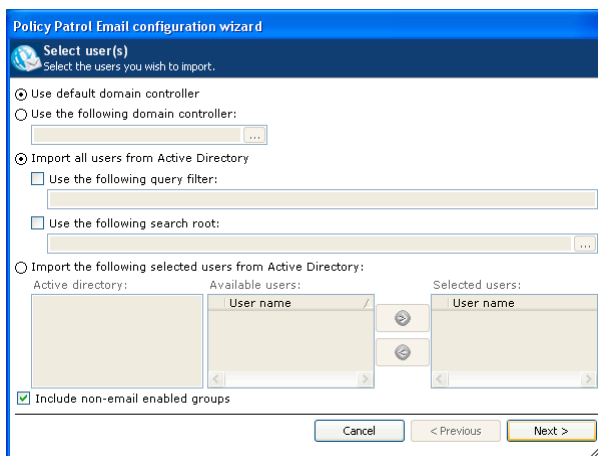 Policy Patrol Email configuration wizard
Select user(s)
Select the users you wish to import.
Use default domain controller
Use the following domain controller:
...
Import all users from Active Directory
Use the following query filter:
Use the following search root:
...
Import the following selected users from Active Directory:
Active directory: Available users: Selected users:
User name / User name
Include non-email enabled groups
Cancel < Previous Next >